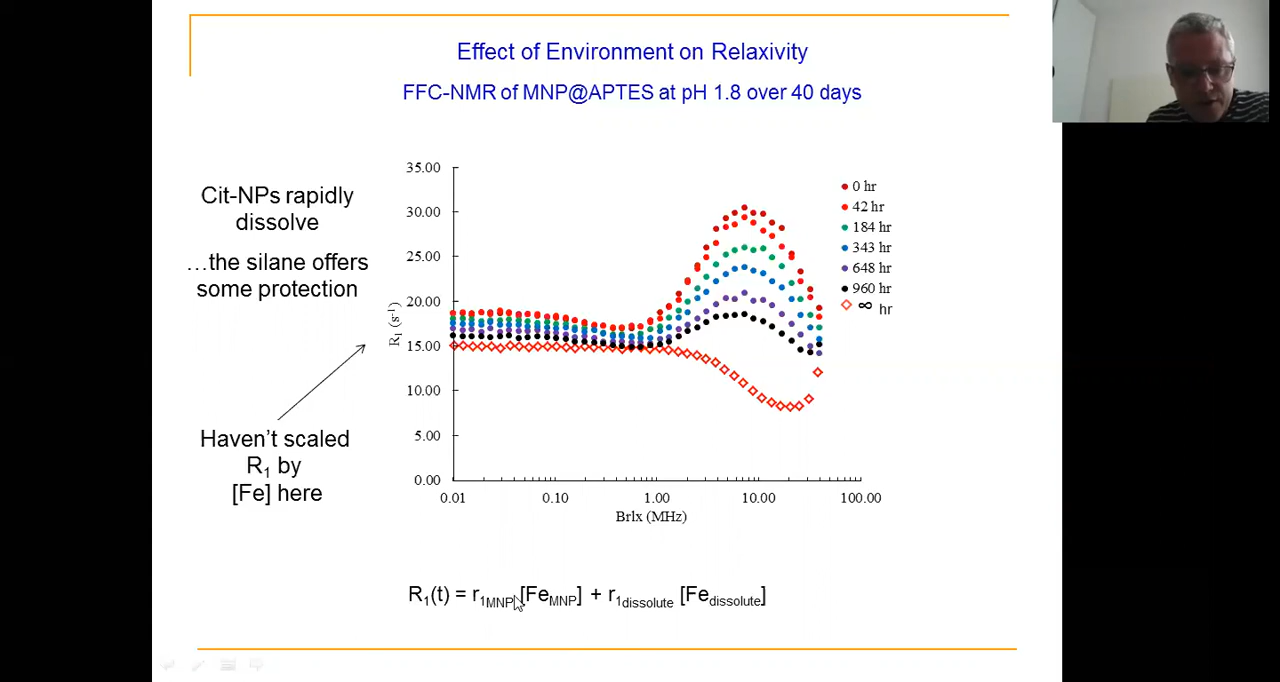 Effect of Environment on Relaxivity
FFC-NMR of MNP@APTES at pH 1.8 over 40 days
Cit-NPs rapidly
dissolve
…the silane offers
some protection
Haven’t scaled
R1 by
[Fe] here
35.00
30.00
25.00
20.00
15.00
10.00
5.00
0.00
R1 (s-1)
0.01 0.10 1.00 10.00 100.00
Brlx (MHz)
0 hr
42 hr
184 hr
343 hr
648 hr
960 hr
∞ hr
R1(t) = r1MNP [FeMNP] + r1dissolute [Fedissolute]